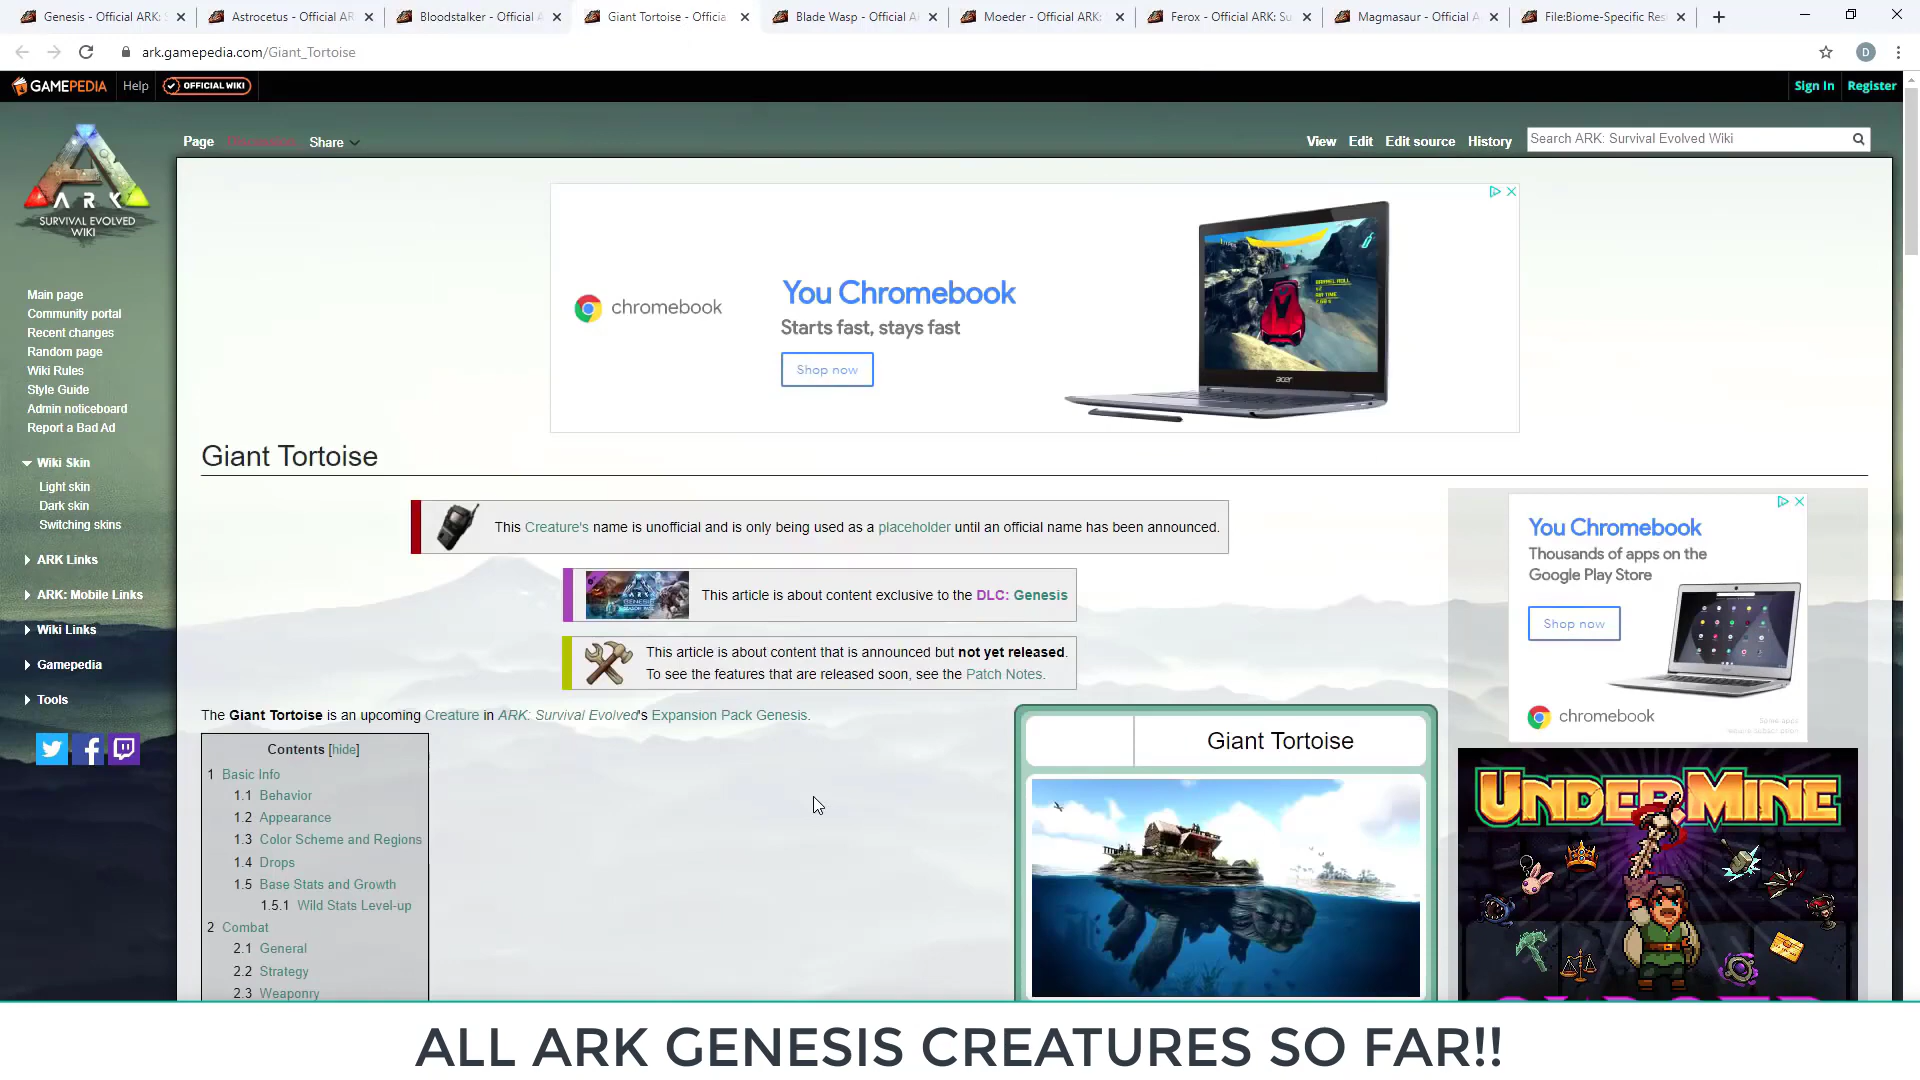 Genesis - Official ARK:
Astrocetus - Official AR
Bloodstalker - Official A
Giant Tortoise - Officia
Blade Wasp - Official A
Moeder - Official ARK:
Ferox - Official ARK: Su
Magmasaur - Official A
File:Biome-Specific Res
ark.gamepedia.com/Giant_Tortoise
D
GAMEPEDIA
Help
OFFICIAL WIKI
Sign In
Register
ARK
SURVIVAL EVOLVED
WIKI
Page
Discussion
Share
View
Edit
Edit source
History
Search ARK: Survival Evolved Wiki
Main page
Community portal
Recent changes
Random page
Wiki Rules
Style Guide
Admin noticeboard
Report a Bad Ad
Wiki Skin
Light skin
Dark skin
Switching skins
ARK Links
ARK: Mobile Links
Wiki Links
Gamepedia
Tools
chromebook
You Chromebook
Starts fast, stays fast
Shop now
acer
Giant Tortoise
This Creature's name is unofficial and is only being used as a placeholder until an official name has been announced.
This article is about content exclusive to the DLC: Genesis
This article is about content that is announced but not yet released.
To see the features that are released soon, see the Patch Notes.
The Giant Tortoise is an upcoming Creature in ARK: Survival Evolved's Expansion Pack Genesis.
Contents [hide]
1 Basic Info
1.1 Behavior
1.2 Appearance
1.3 Color Scheme and Regions
1.4 Drops
1.5 Base Stats and Growth
1.5.1 Wild Stats Level-up
2 Combat
2.1 General
2.2 Strategy
2.3 Weaponry
Giant Tortoise
You Chromebook
Thousands of apps on the
Google Play Store
Shop now
chromebook
UNDERMINE
ALL ARK GENESIS CREATURES SO FAR!!